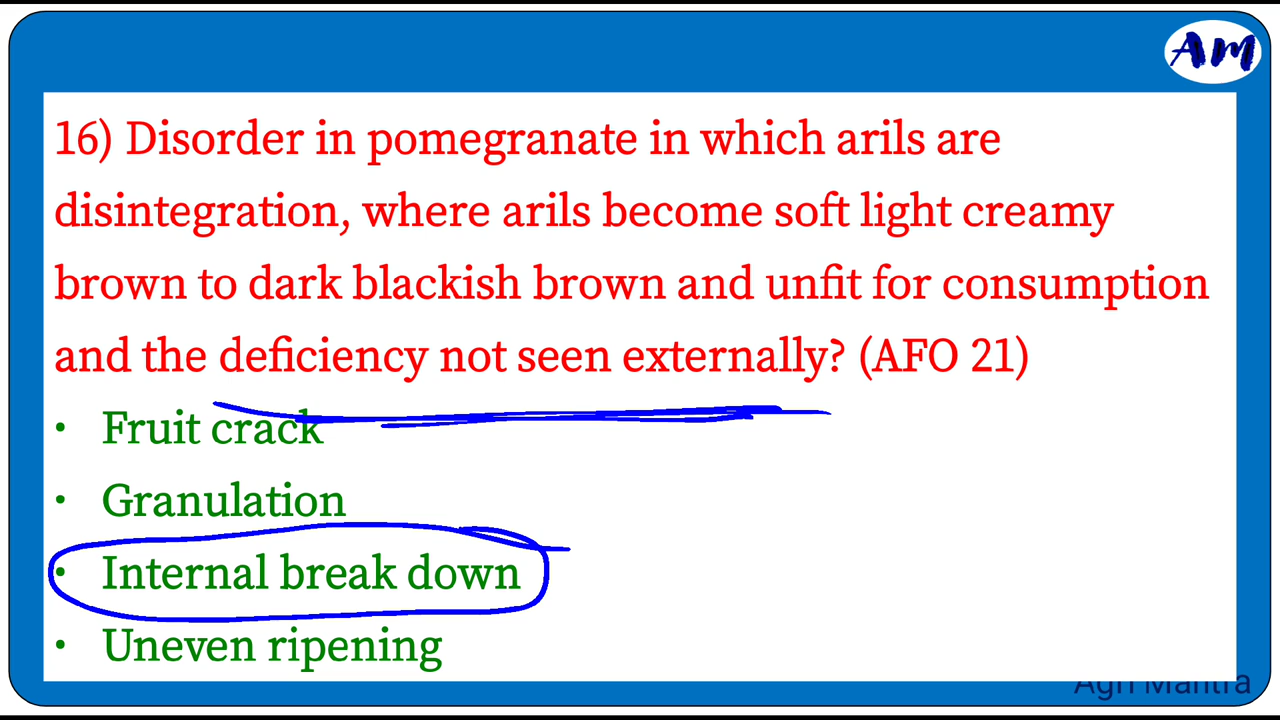 AM
16) Disorder in pomegranate in which arils are
disintegration, where arils become soft light creamy
brown to dark blackish brown and unfit for consumption
and the deficiency not seen externally? (AFO 21)
• Fruit crack
• Granulation
• Internal break down
• Uneven ripening
Agri Mantra